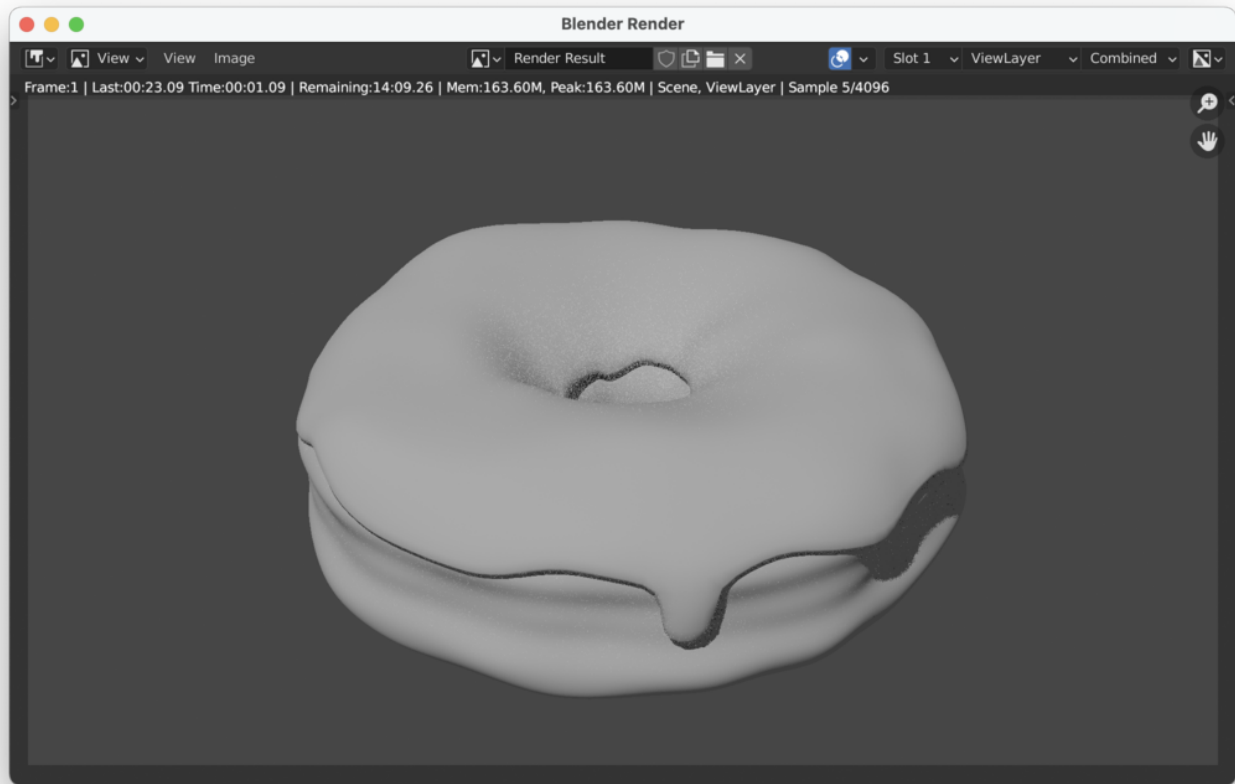 Blender Render
View View Image Render Result Slot 1 ViewLayer Combined
Frame:1 | Last:00:23.09 Time:00:01.09 | Remaining:14:09.26 | Mem:163.60M, Peak:163.60M | Scene, ViewLayer | Sample 5/4096